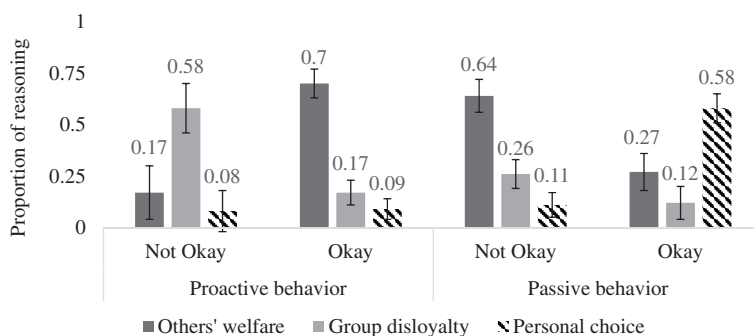 Proportion of reasoning
1
0.75
0.5
0.25
0
0.17
0.58
0.08
0.7
0.17
0.09
0.64
0.26
0.11
0.27
0.12
0.58
Not Okay
Okay
Not Okay
Okay
Proactive behavior
Passive behavior
Others' welfare
Group disloyalty
Personal choice